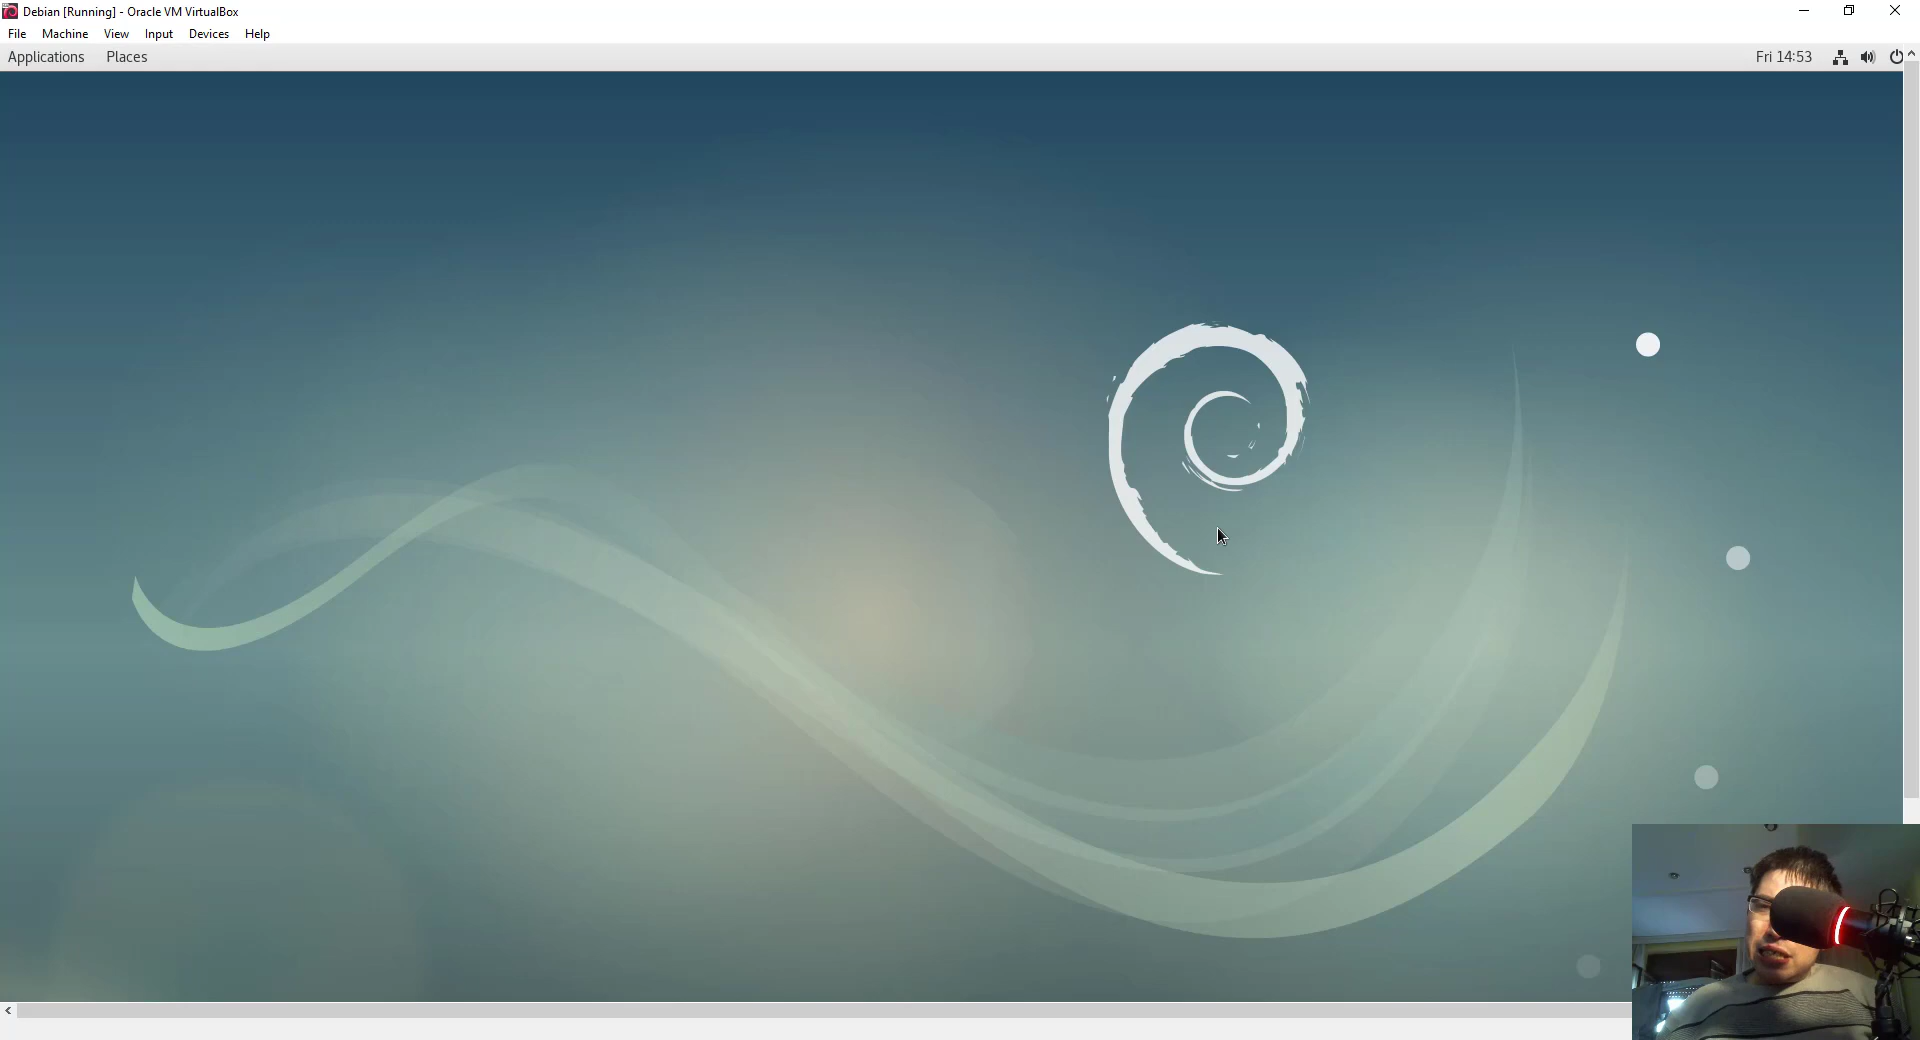 Debian [Running] - Oracle VM VirtualBox
File Machine View Input Devices Help
Applications Places Fri 14:53